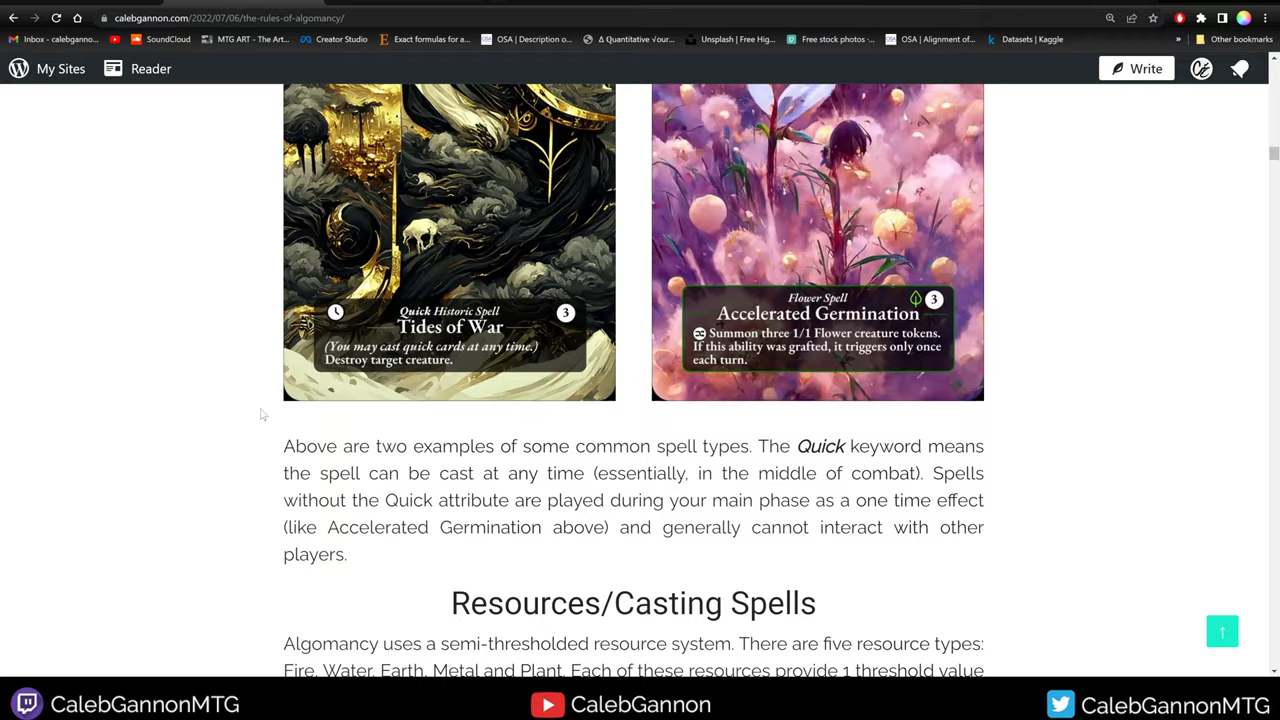 calebgannon.com/2022/07/06/the-rules-of-algomancy/
Inbox - calebganno...
SoundCloud
MTG ART - The Art...
Creator Studio
Exact formulas for a...
OSA | Description o...
Δ Quantitative √our...
Unsplash | Free Hig...
Free stock photos ·...
OSA | Alignment of...
Datasets | Kaggle
»
Other bookmarks
My Sites
Reader
Write
Quick Historic Spell
3
Tides of War
(You may cast quick cards at any time.)
Destroy target creature.
Flower Spell
3
Accelerated Germination
Summon three 1/1 Flower creature tokens.
If this ability was grafted, it triggers only once
each turn.
Above are two examples of some common spell types. The Quick keyword means
the spell can be cast at any time (essentially, in the middle of combat). Spells
without the Quick attribute are played during your main phase as a one time effect
(like Accelerated Germination above) and generally cannot interact with other
players.
Resources/Casting Spells
Algomancy uses a semi-thresholded resource system. There are five resource types:
Fire, Water, Earth, Metal and Plant. Each of these resources provide 1 threshold value
CalebGannonMTG
CalebGannon
CalebGannonMTG